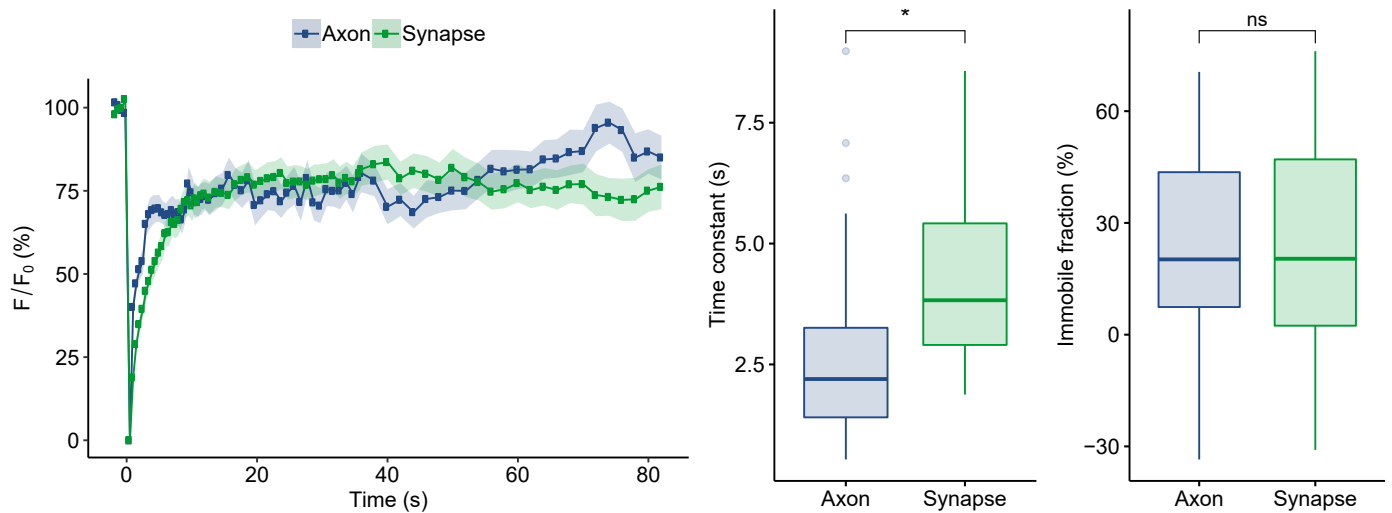 Axon Synapse
F/F₀ (%)
100
75
50
25
0
0 20 40 60 80
Time (s)
*
Time constant (s)
7.5
5.0
2.5
Axon Synapse
ns
Immobile fraction (%)
60
30
0
−30
Axon Synapse